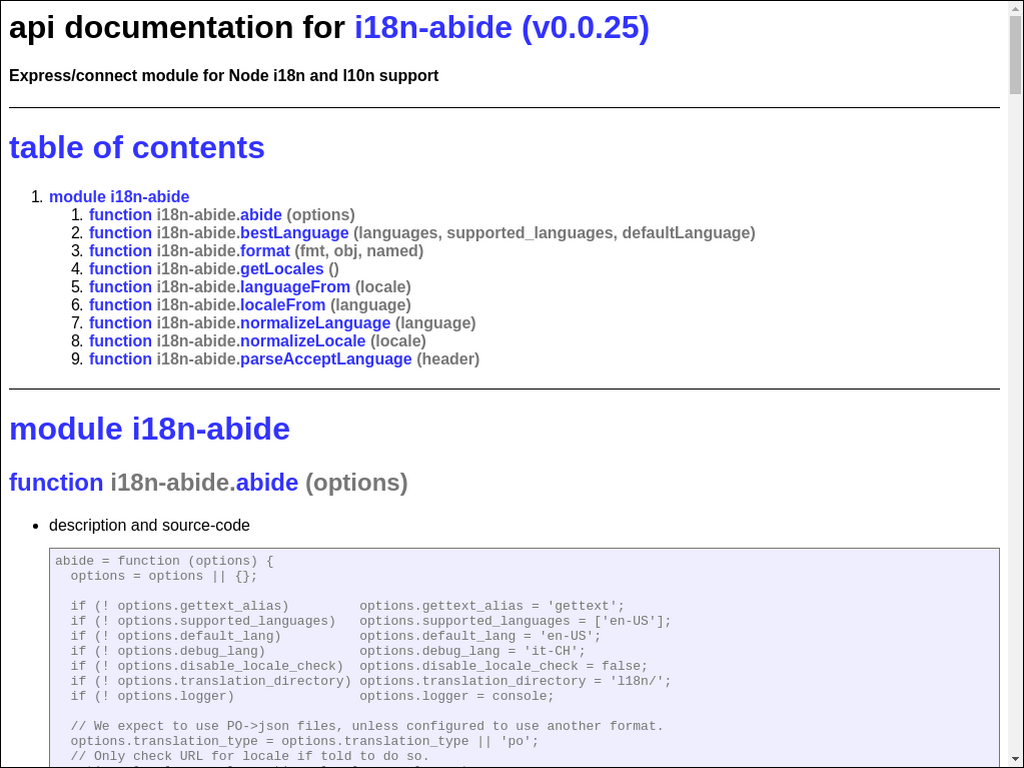 api documentation for i18n-abide (v0.0.25)
Express/connect module for Node i18n and l10n support
table of contents
1. module i18n-abide
1. function i18n-abide.abide (options)
2. function i18n-abide.bestLanguage (languages, supported_languages, defaultLanguage)
3. function i18n-abide.format (fmt, obj, named)
4. function i18n-abide.getLocales ()
5. function i18n-abide.languageFrom (locale)
6. function i18n-abide.localeFrom (language)
7. function i18n-abide.normalizeLanguage (language)
8. function i18n-abide.normalizeLocale (locale)
9. function i18n-abide.parseAcceptLanguage (header)
module i18n-abide
function i18n-abide.abide (options)
• description and source-code
abide = function (options) {
  options = options || {};
  if (! options.gettext_alias)         options.gettext_alias = 'gettext';
  if (! options.supported_languages)   options.supported_languages = ['en-US'];
  if (! options.default_lang)          options.default_lang = 'en-US';
  if (! options.debug_lang)            options.debug_lang = 'it-CH';
  if (! options.disable_locale_check)  options.disable_locale_check = false;
  if (! options.translation_directory) options.translation_directory = 'l18n/';
  if (! options.logger)                options.logger = console;
  // We expect to use PO->json files, unless configured to use another format.
  options.translation_type = options.translation_type || 'po';
  // Only check URL for locale if told to do so.